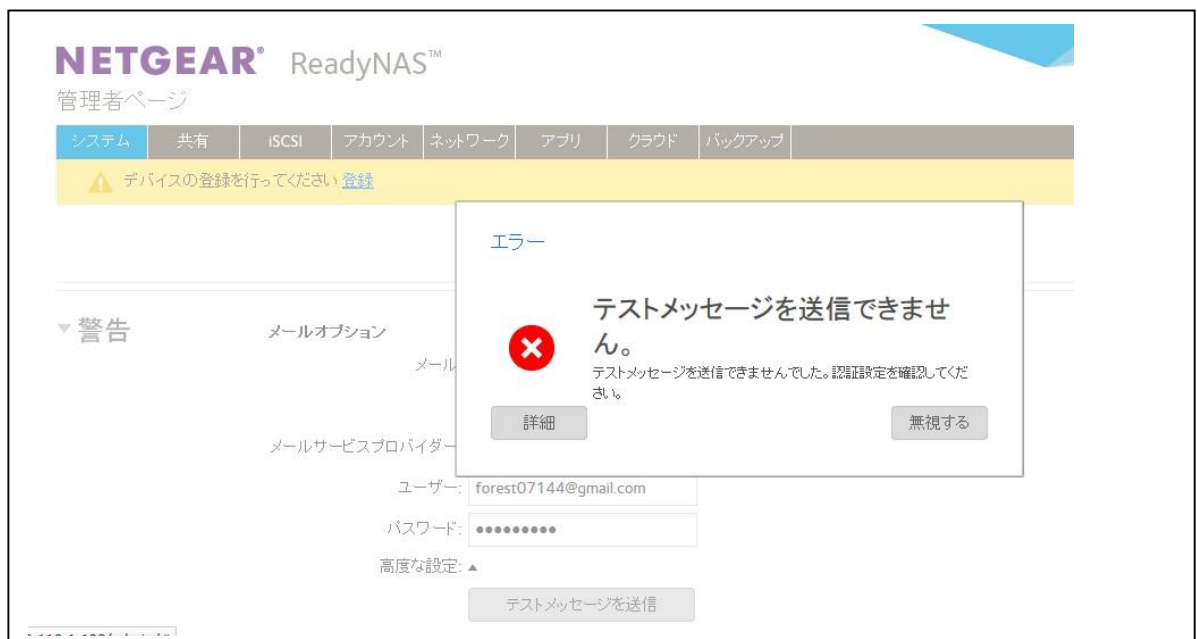 NETGEAR® ReadyNAS™
管理者ページ
システム 共有 iSCSI アカウント ネットワーク アプリ クラウド バックアップ
デバイスの登録を行ってください 登録
エラー
テストメッセージを送信できませ
ん。
テストメッセージを送信できませんでした。認証設定を確認してくだ
さい。
詳細 無視する
警告 メールオプション
メール
メールサービスプロバイダー
ユーザー: forest07144@gmail.com
パスワード: ●●●●●●●●●
高度な設定:
テストメッセージを送信